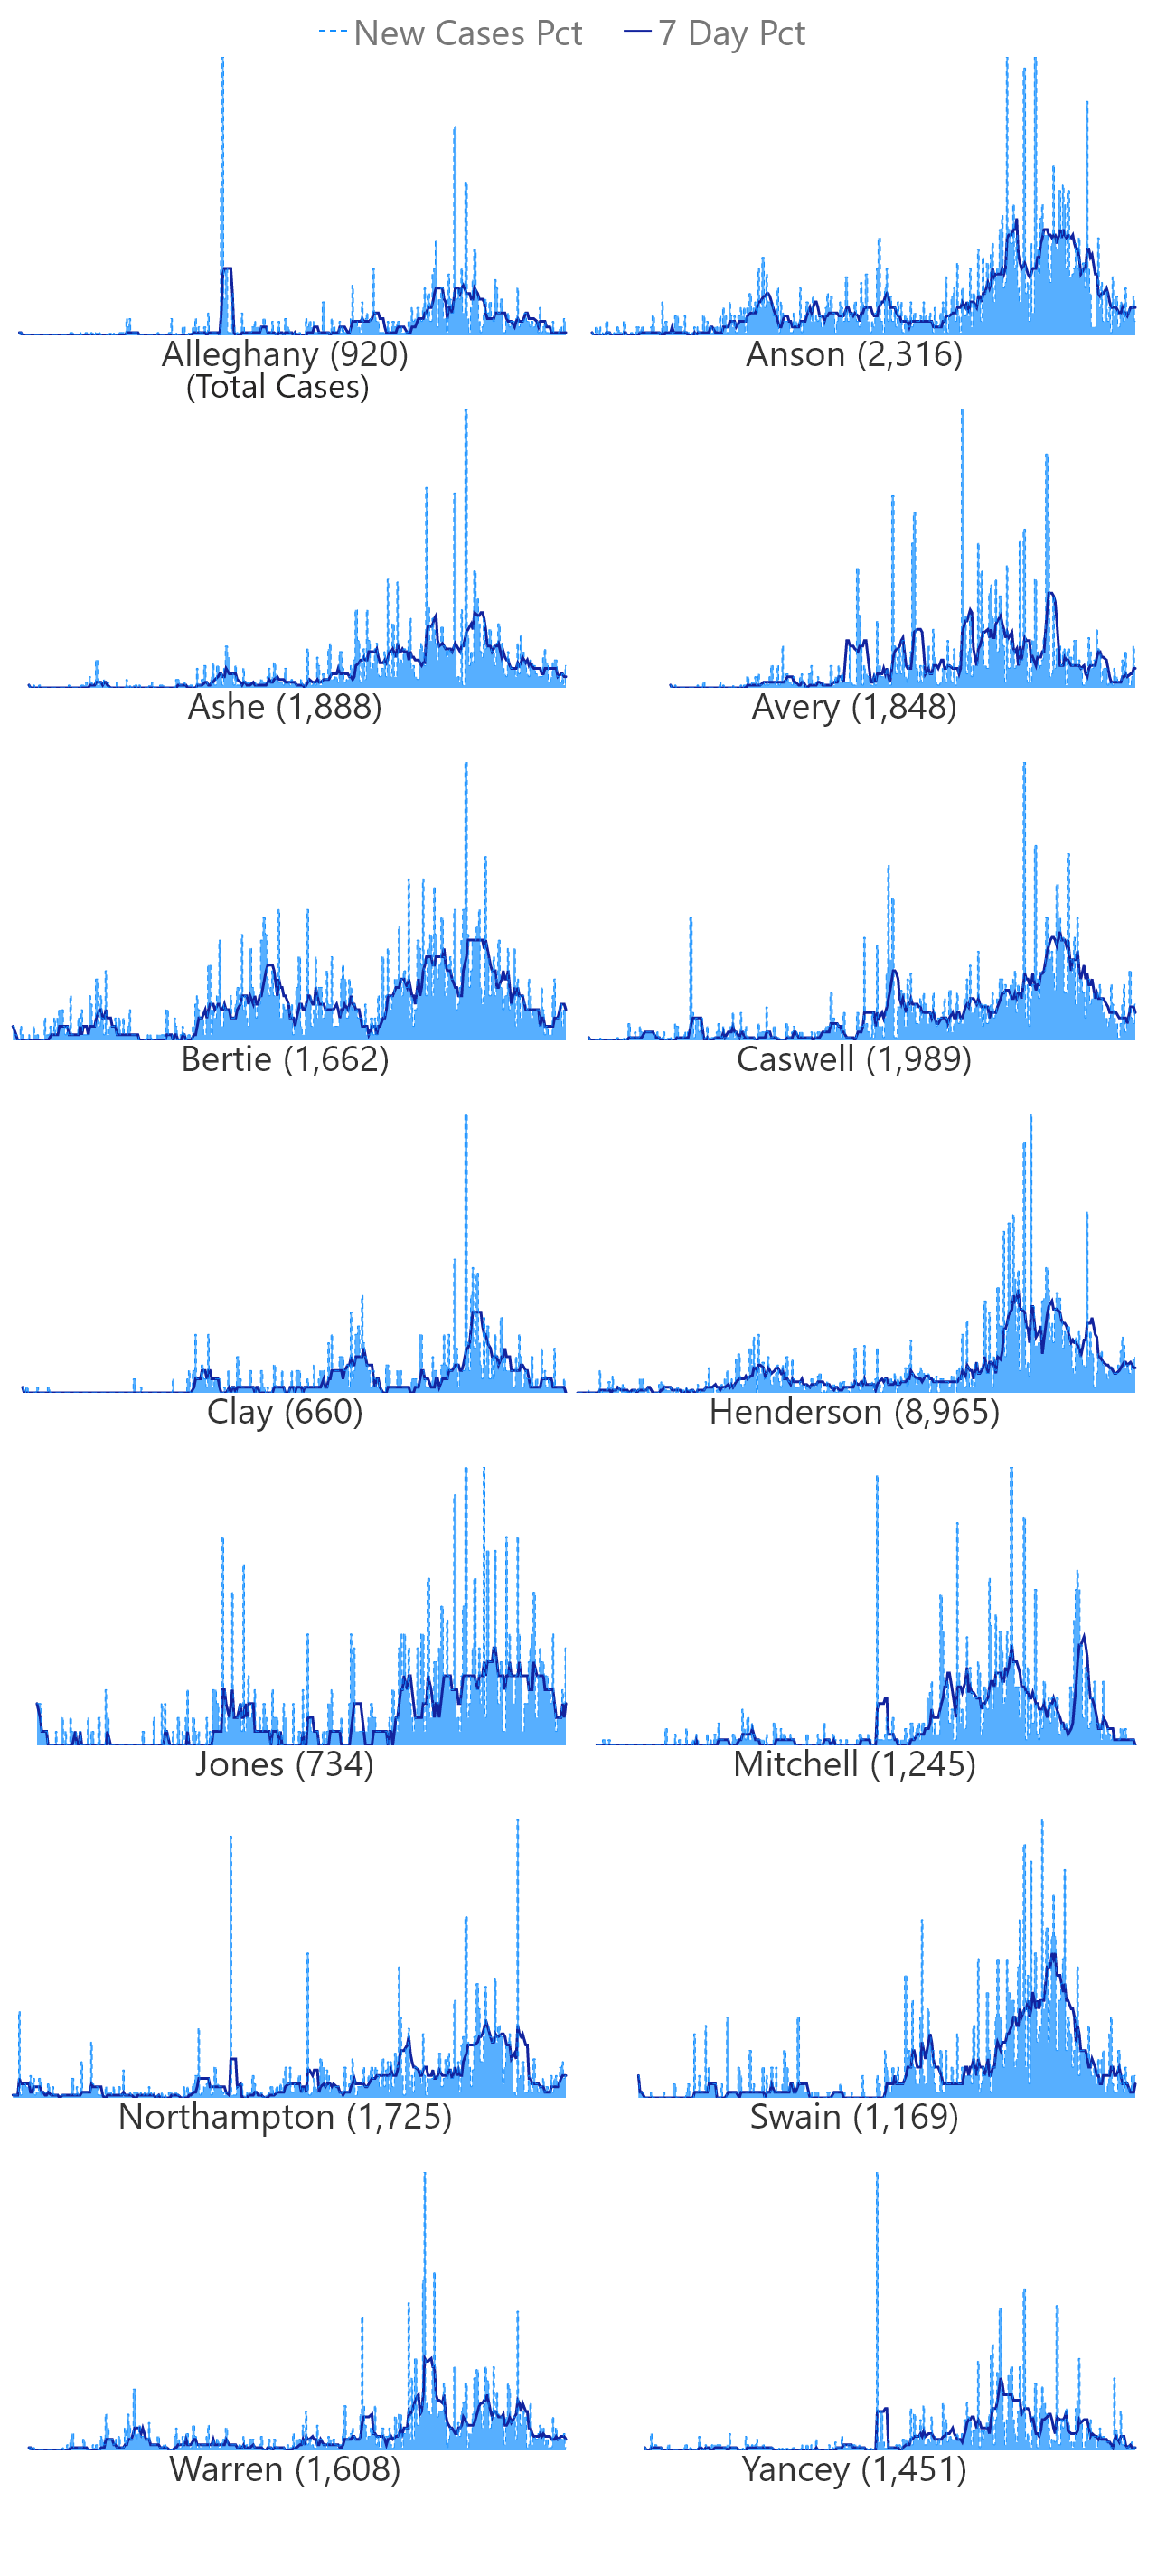 New Cases Pct 7 Day Pct
Alleghany (920) Anson (2,316)
(Total Cases)
Ashe (1,888) Avery (1,848)
Bertie (1,662) Caswell (1,989)
Clay (660) Henderson (8,965)
Jones (734) Mitchell (1,245)
Northampton (1,725) Swain (1,169)
Warren (1,608) Yancey (1,451)